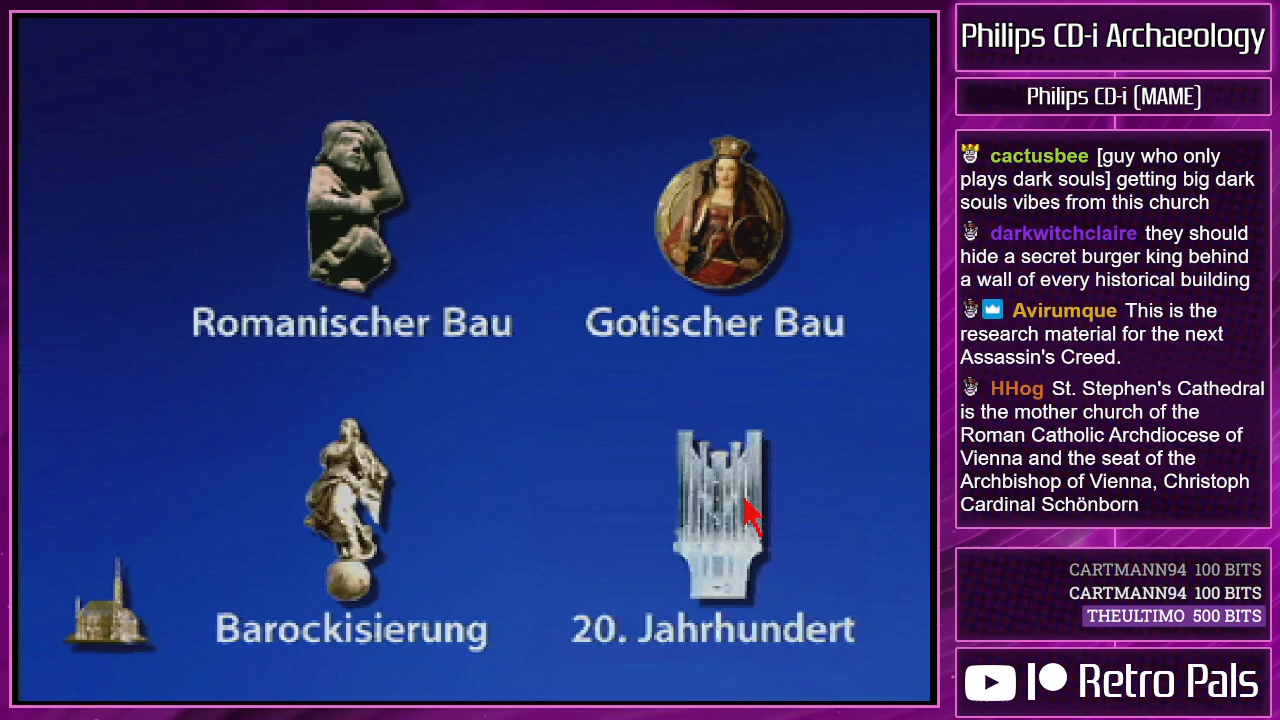 Romanischer Bau
Gotischer Bau
Barockisierung
20. Jahrhundert
Philips CD-i Archaeology
Philips CD-i [MAME]
cactusbee [guy who only
plays dark souls] getting big dark
souls vibes from this church
darkwitchclaire they should
hide a secret burger king behind
a wall of every historical building
Avirumque This is the
research material for the next
Assassin's Creed.
HHog St. Stephen's Cathedral
is the mother church of the
Roman Catholic Archdiocese of
Vienna and the seat of the
Archbishop of Vienna, Christoph
Cardinal Schönborn
CARTMANN94 100 BITS
CARTMANN94 100 BITS
THEULTIMO 500 BITS
Retro Pals